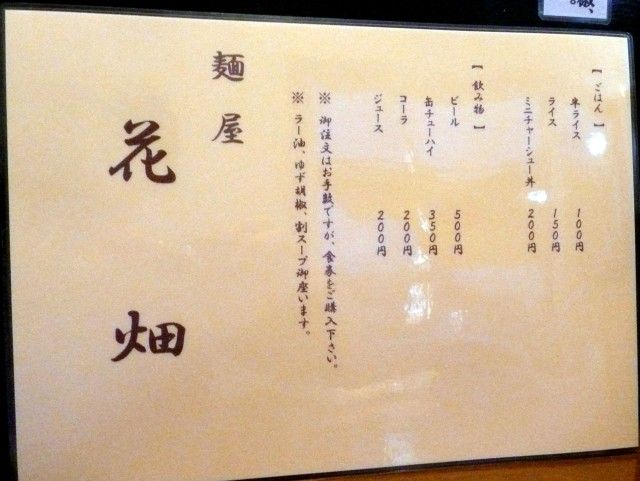 【ごはん】
半ライス 100円
ライス 150円
ミニチャーシュー丼 200円
【飲み物】
ビール 500円
缶チューハイ 350円
コーラ 200円
ジュース 200円
※ 御注文はお手数ですが、食券をご購入下さい。
※ ラー油、ゆず胡椒、割スープ御座います。
麺屋
花畑